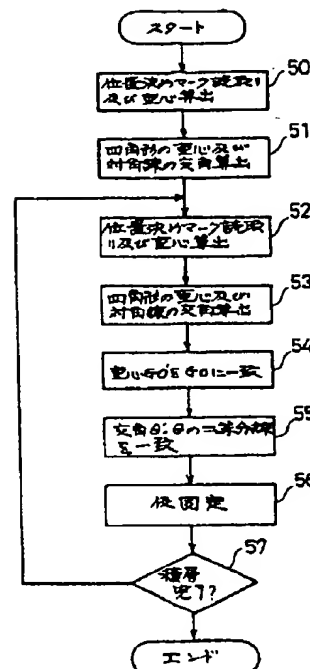 スタート
位置決めマーク読取り
及び重心算出
50
四角形の重心及び
対角線の交角算出
51
位置決めマーク読取
り及び重心算出
52
四角形の重心及び
対角線の交角算出
53
重心G0'をG0に一致
54
交角θ',θの二等分線
を一致
55
仮固定
56
積層
完了?
57
エンド